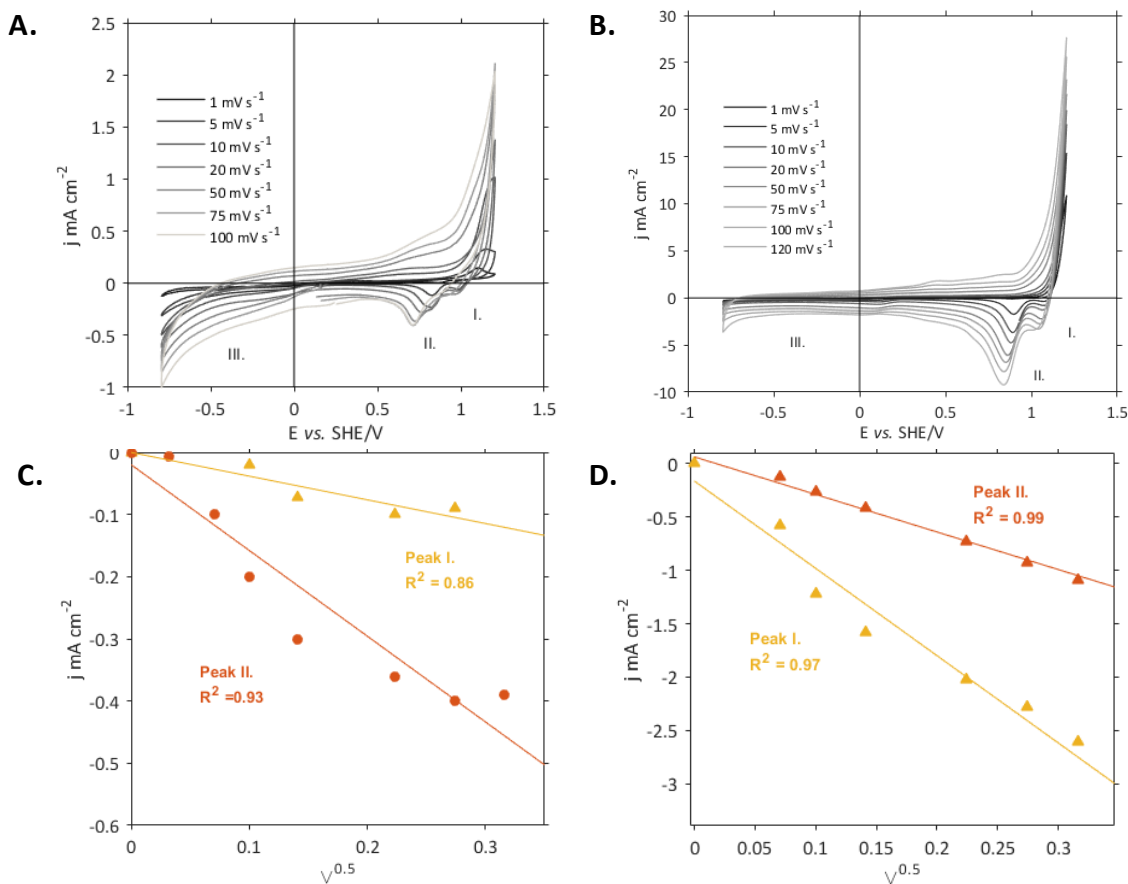 A.
2.5
2
1.5
1
0.5
0
-0.5
-1
j mA cm⁻²
1 mV s⁻¹
5 mV s⁻¹
10 mV s⁻¹
20 mV s⁻¹
50 mV s⁻¹
75 mV s⁻¹
100 mV s⁻¹
I.
II.
III.
-1 -0.5 0 0.5 1 1.5
E vs. SHE/V
B.
30
25
20
15
10
5
0
-5
-10
j mA cm⁻²
1 mV s⁻¹
5 mV s⁻¹
10 mV s⁻¹
20 mV s⁻¹
50 mV s⁻¹
75 mV s⁻¹
100 mV s⁻¹
120 mV s⁻¹
I.
III.
II.
-1 -0.5 0 0.5 1 1.5
E vs. SHE/V
C.
0
-0.1
-0.2
-0.3
-0.4
-0.5
-0.6
j mA cm⁻²
Peak I.
R² = 0.86
Peak II.
R² =0.93
0 0.1 0.2 0.3
V⁰·⁵
D.
0
-0.5
-1
-1.5
-2
-2.5
-3
j mA cm⁻²
Peak II.
R² = 0.99
Peak I.
R² = 0.97
0 0.05 0.1 0.15 0.2 0.25 0.3
V⁰·⁵